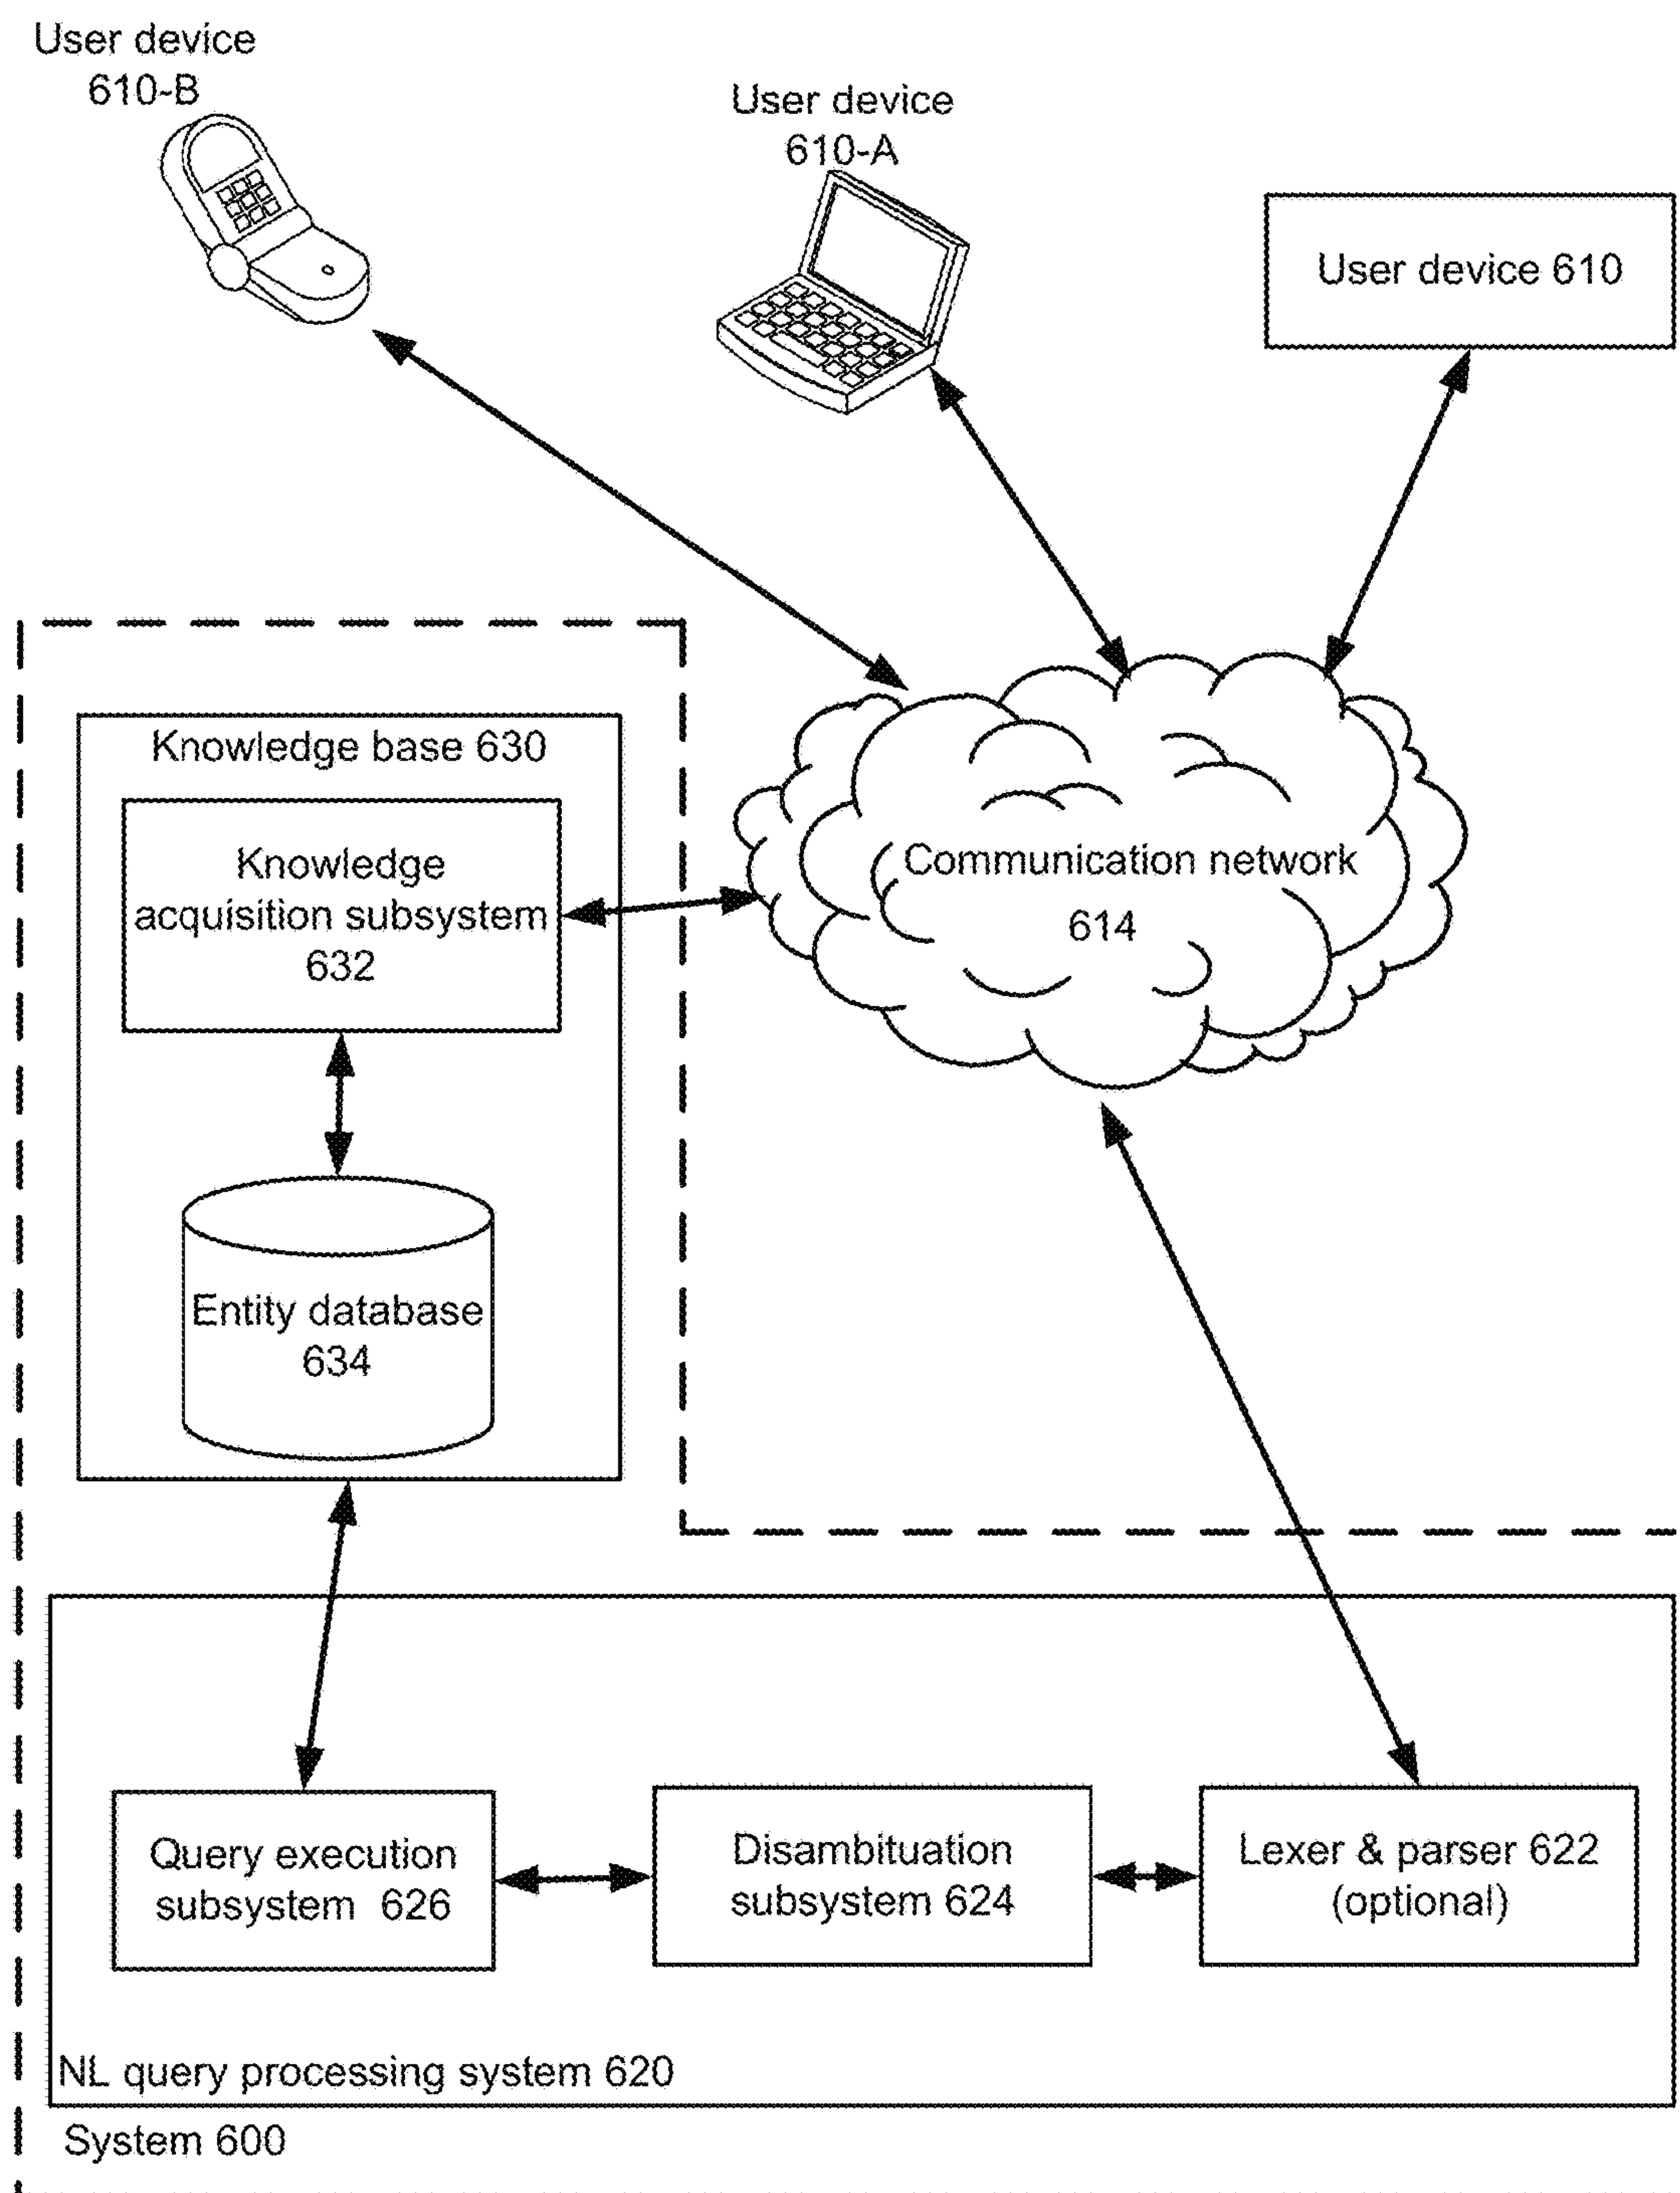 User device
610-B
User device
610-A
User device 610
Knowledge base 630
Knowledge
acquisition subsystem
632
Communication network
614
Entity database
634
Query execution
subsystem 626
Disambituation
subsystem 624
Lexer & parser 622
(optional)
NL query processing system 620
System 600